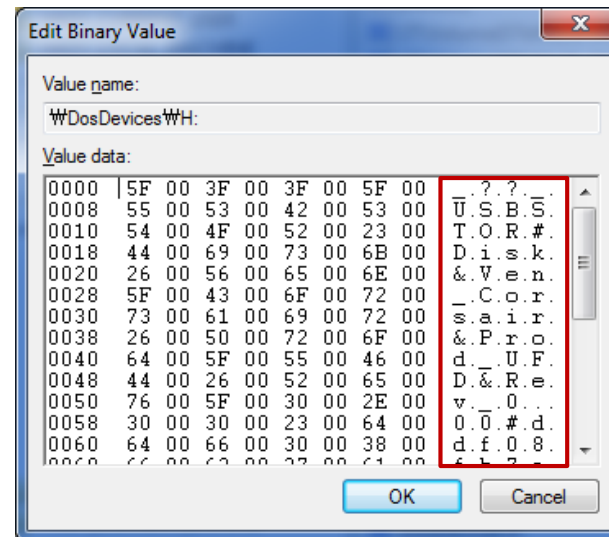 Edit Binary Value
Value name:
₩DosDevices₩H:
Value data:
0000 5F 00 3F 00 3F 00 5F 00 _.?.?._.
0008 55 00 53 00 42 00 53 00 U.S.B.S.
0010 54 00 4F 00 52 00 23 00 T.O.R.#.
0018 44 00 69 00 73 00 6B 00 D.i.s.k.
0020 26 00 56 00 65 00 6E 00 &.V.e.n.
0028 5F 00 43 00 6F 00 72 00 _.C.o.r.
0030 73 00 61 00 69 00 72 00 s.a.i.r.
0038 26 00 50 00 72 00 6F 00 &.P.r.o.
0040 64 00 5F 00 55 00 46 00 d._.U.F.
0048 44 00 26 00 52 00 65 00 D.&.R.e.
0050 76 00 5F 00 30 00 2E 00 v._.0...
0058 30 00 30 00 23 00 64 00 0.0.#.d.
0060 64 00 66 00 30 00 38 00 d.f.0.8.
OK Cancel